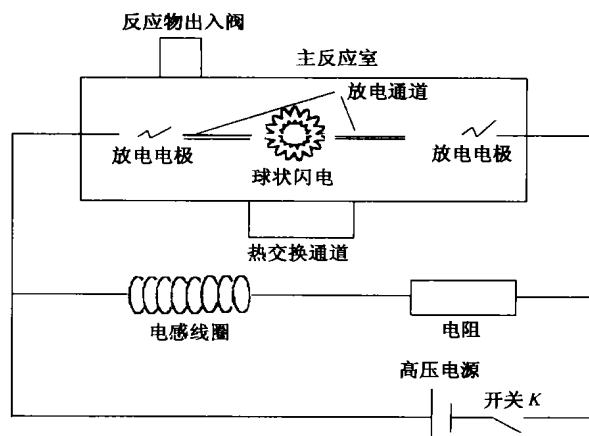 反应物出入阀
主反应室
放电通道
放电电极
放电电极
球状闪电
热交换通道
电感线圈
电阻
高压电源
开关 K